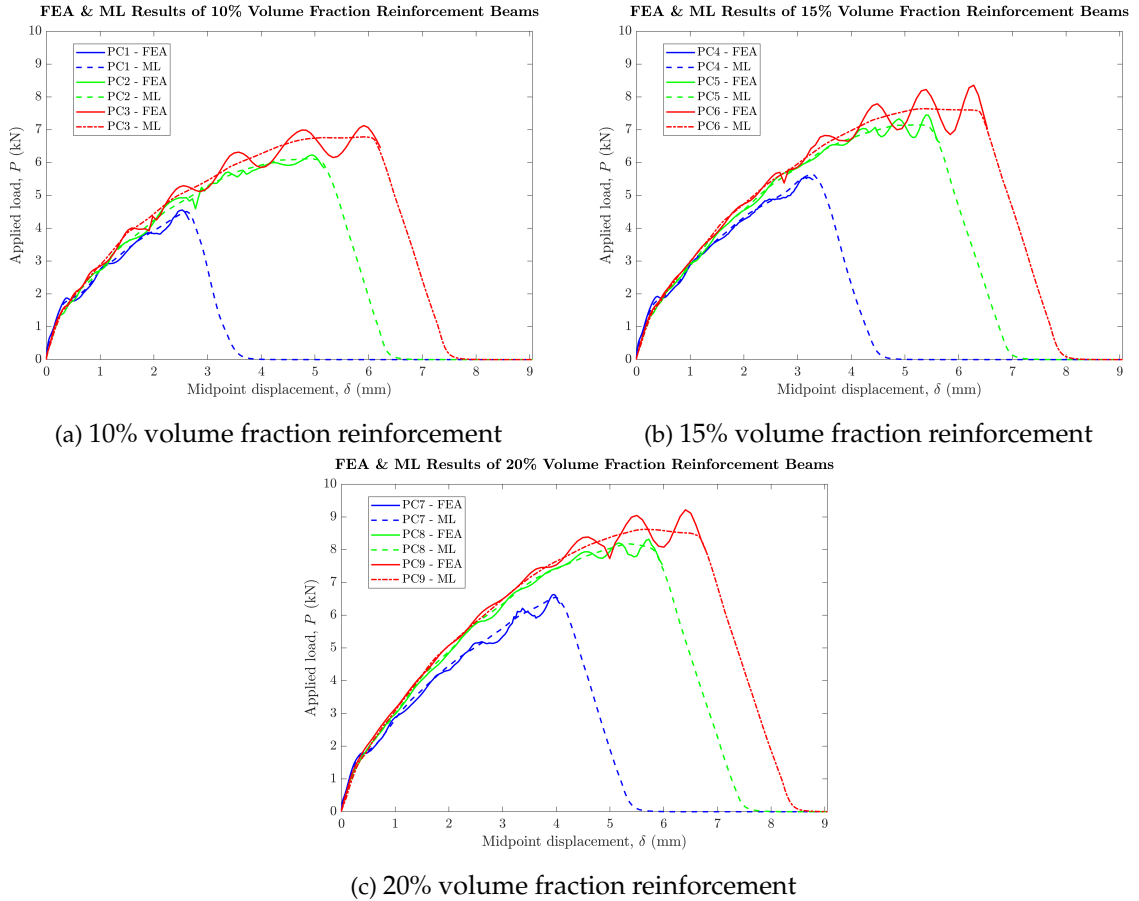 FEA & ML Results of 10% Volume Fraction Reinforcement Beams
10
9
8
7
6
5
4
3
2
1
0
Applied load, P (kN)
PC1 - FEA
PC1 - ML
PC2 - FEA
PC2 - ML
PC3 - FEA
PC3 - ML
0 1 2 3 4 5 6 7 8 9
Midpoint displacement, δ (mm)
(a) 10% volume fraction reinforcement
FEA & ML Results of 15% Volume Fraction Reinforcement Beams
10
9
8
7
6
5
4
3
2
1
0
Applied load, P (kN)
PC4 - FEA
PC4 - ML
PC5 - FEA
PC5 - ML
PC6 - FEA
PC6 - ML
0 1 2 3 4 5 6 7 8 9
Midpoint displacement, δ (mm)
(b) 15% volume fraction reinforcement
FEA & ML Results of 20% Volume Fraction Reinforcement Beams
10
9
8
7
6
5
4
3
2
1
0
Applied load, P (kN)
PC7 - FEA
PC7 - ML
PC8 - FEA
PC8 - ML
PC9 - FEA
PC9 - ML
0 1 2 3 4 5 6 7 8 9
Midpoint displacement, δ (mm)
(c) 20% volume fraction reinforcement